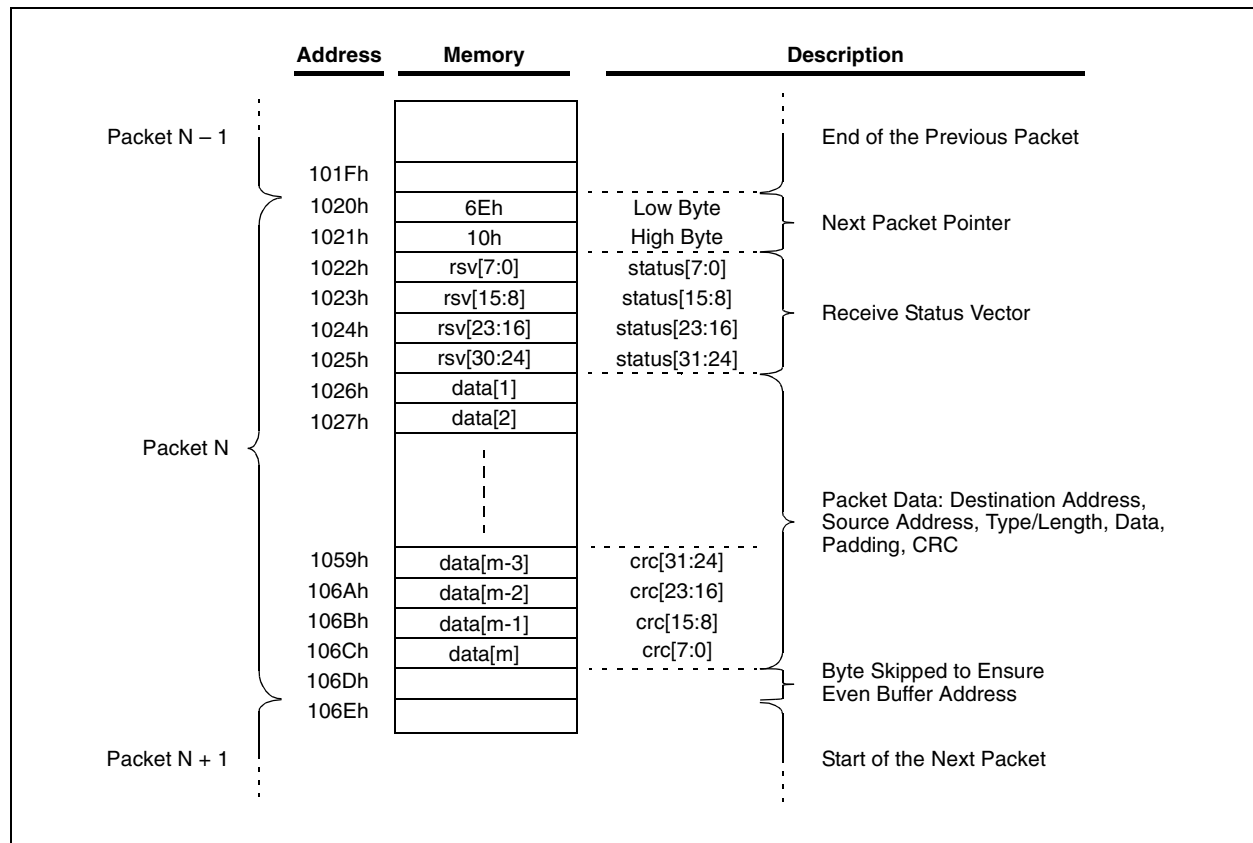 Address Memory Description
Packet N – 1 End of the Previous Packet
101Fh
1020h 6Eh Low Byte
Next Packet Pointer
1021h 10h High Byte
1022h rsv[7:0] status[7:0]
1023h rsv[15:8] status[15:8]
Receive Status Vector
1024h rsv[23:16] status[23:16]
1025h rsv[30:24] status[31:24]
1026h data[1]
1027h data[2]
Packet N
Packet Data: Destination Address,
Source Address, Type/Length, Data,
Padding, CRC
1059h data[m-3] crc[31:24]
106Ah data[m-2] crc[23:16]
106Bh data[m-1] crc[15:8]
106Ch data[m] crc[7:0]
Byte Skipped to Ensure
106Dh
Even Buffer Address
106Eh
Packet N + 1 Start of the Next Packet